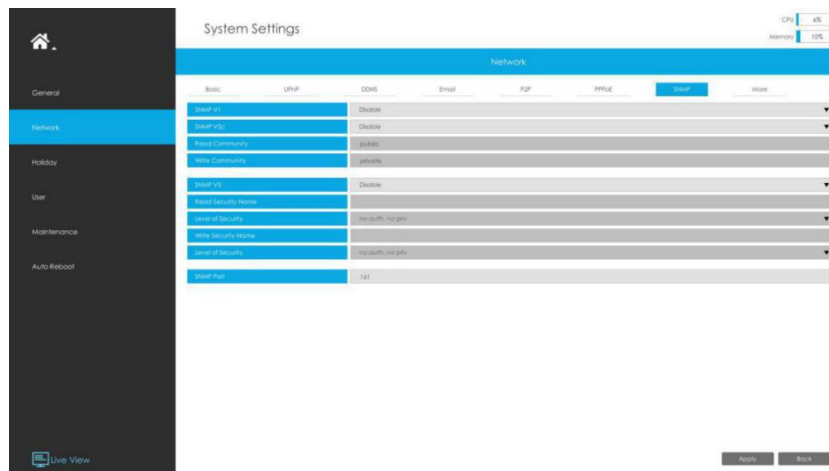 System Settings
CPU 6%
Memory 10%
Network
General
Network
Holiday
User
Maintenance
Auto Reboot
Live View
Basic UPnP DDNS Email P2P PPPoE SNMP More
SNMP V1 Disable
SNMP V2c Disable
Read Community public
Write Community private
SNMP V3 Disable
Read Security Name
Level of Security no auth, no priv
Write Security Name
Level of Security no auth, no priv
SNMP Port 161
Apply Back